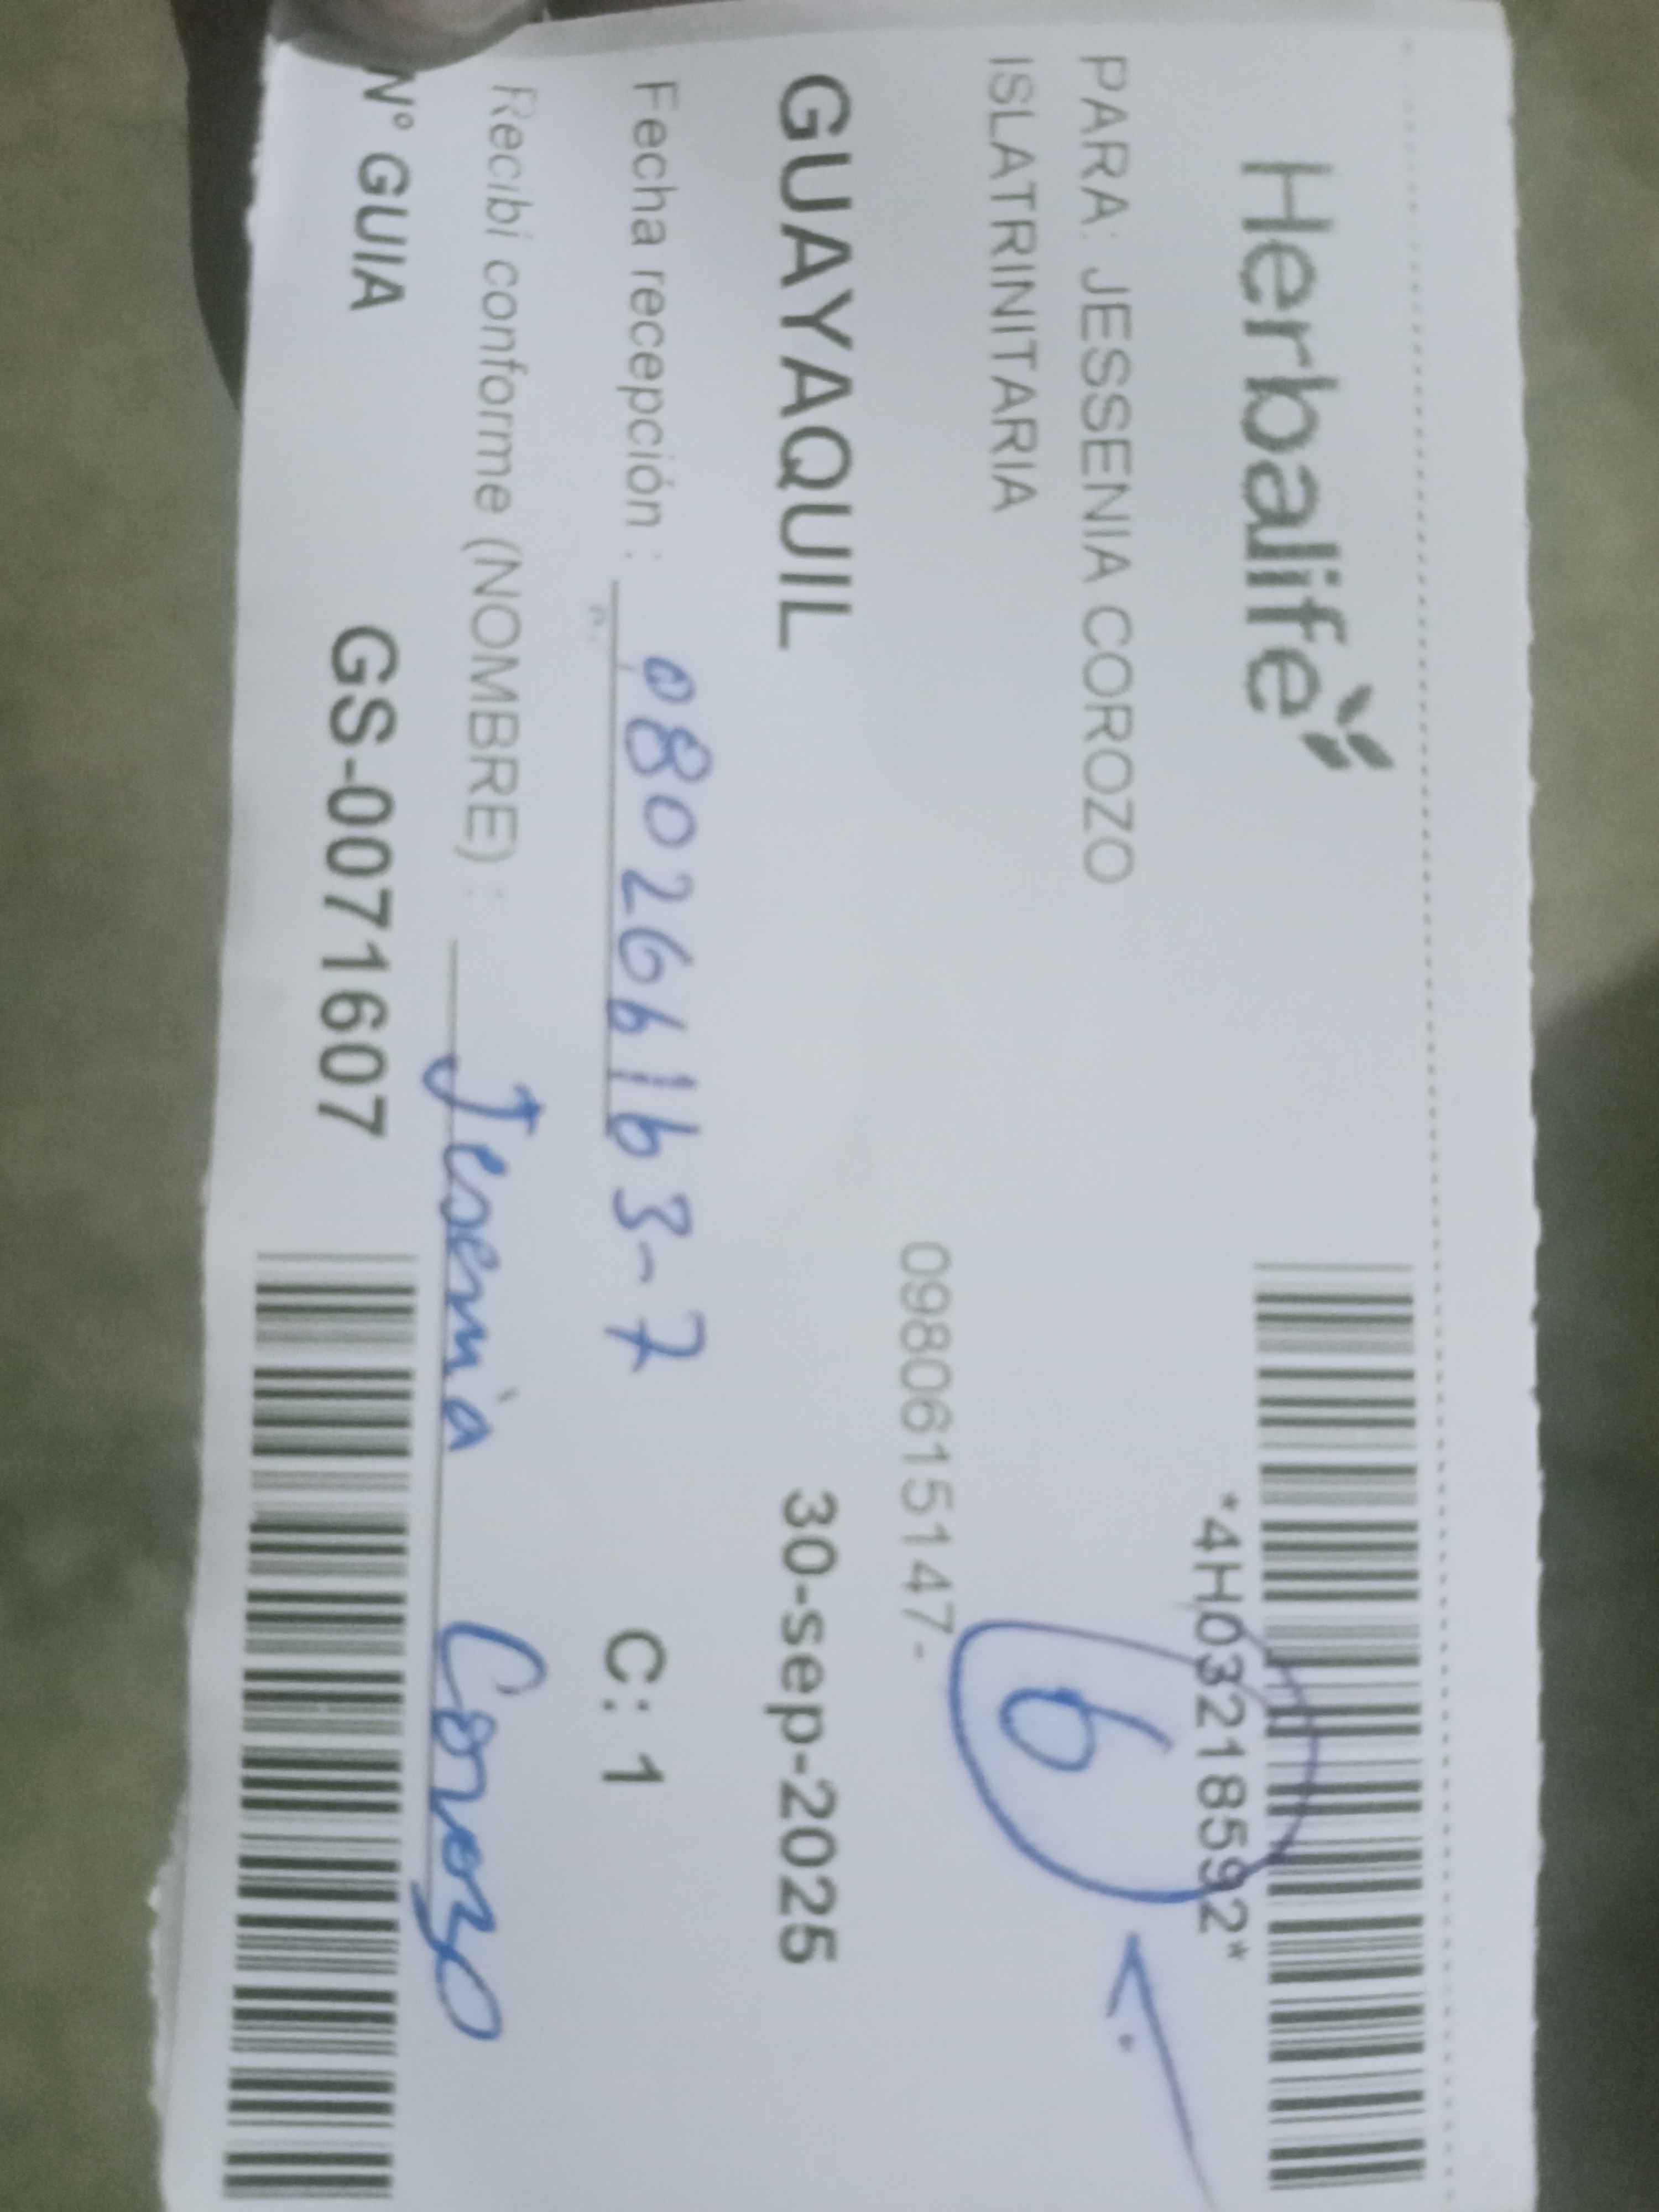 Herbalife
*4H03218592*
PARA: JESSENIA COROZO
6
ISLATRINITARIA
0980615147-
GUAYAQUIL 30-sep-2025
Fecha recepción : 080266163-7 C: 1
Recibí conforme (NOMBRE) : Jesenia Corozo
Nº GUIA GS-0071607